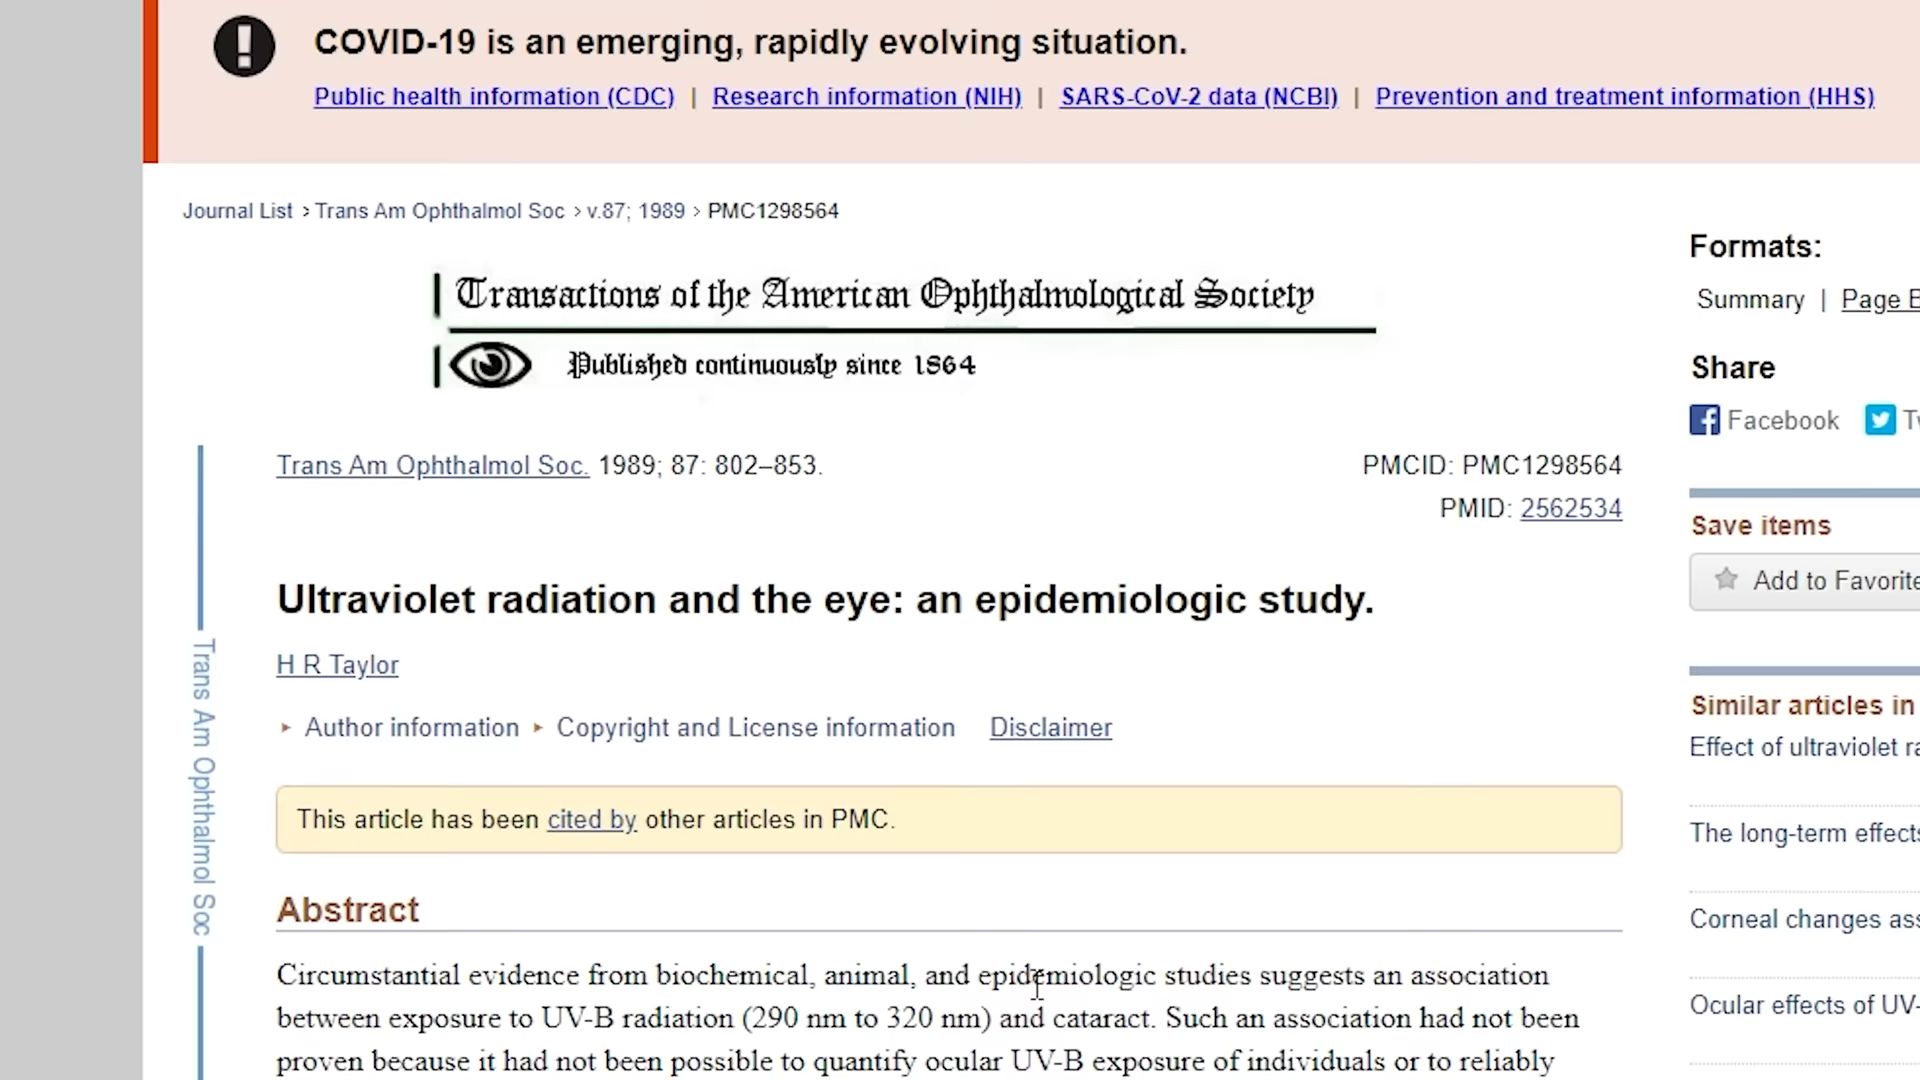 COVID-19 is an emerging, rapidly evolving situation.
Public health information (CDC) | Research information (NIH) | SARS-CoV-2 data (NCBI) | Prevention and treatment information (HHS)
Journal List > Trans Am Ophthalmol Soc > v.87; 1989 > PMC1298564
Transactions of the American Ophthalmological Society
Published continuously since 1864
Trans Am Ophthalmol Soc. 1989; 87: 802–853.
PMCID: PMC1298564
PMID: 2562534
Ultraviolet radiation and the eye: an epidemiologic study.
H R Taylor
Author information Copyright and License information Disclaimer
This article has been cited by other articles in PMC.
Abstract
Circumstantial evidence from biochemical, animal, and epidemiologic studies suggests an association
between exposure to UV-B radiation (290 nm to 320 nm) and cataract. Such an association had not been
proven because it had not been possible to quantify ocular UV-B exposure of individuals or to reliably
Trans Am Ophthalmol Soc
Formats:
Summary | Page
Share
Facebook
Save items
Add to
Similar articles in
Effect of ultraviolet
The long-term
Corneal changes
Ocular effects of